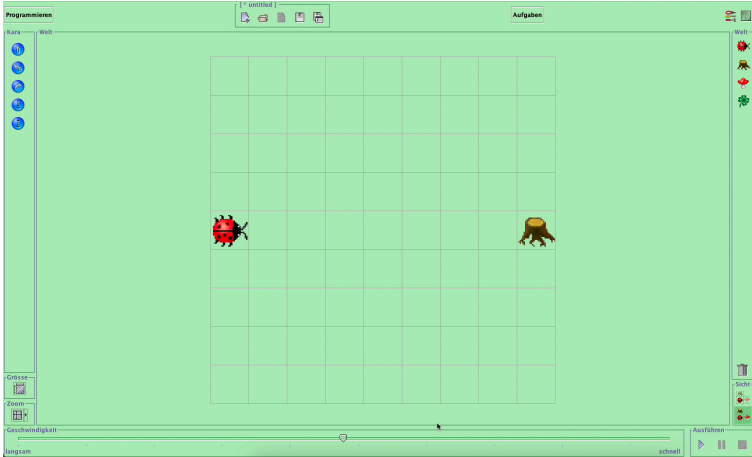 [ * untitled ]
Programmieren
Aufgaben
Kara
Welt
Welt
Grösse
Zoom
Sicht
Geschwindigkeit
Ausführen
langsam
schnell